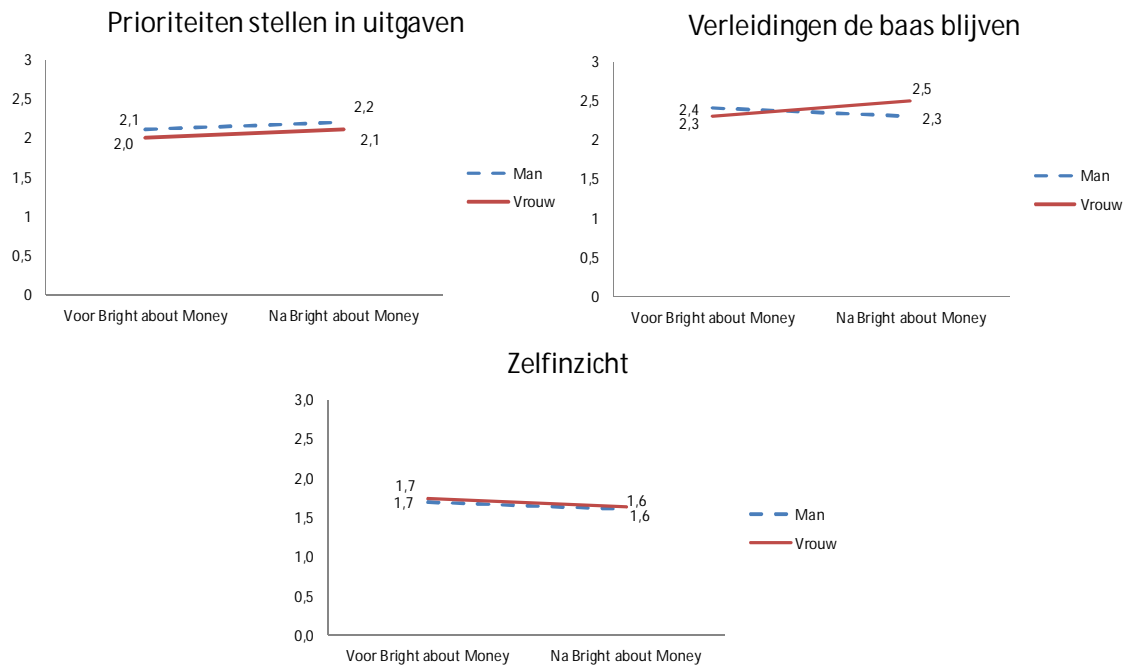 Prioriteiten stellen in uitgaven
3
2,5
2
1,5
1
0,5
0
2,1
2,0
2,2
2,1
Man
Vrouw
Voor Bright about Money
Na Bright about Money
Verleidingen de baas blijven
3
2,5
2
1,5
1
0,5
0
2,4
2,3
2,5
2,3
Man
Vrouw
Voor Bright about Money
Na Bright about Money
Zelfinzicht
3,0
2,5
2,0
1,5
1,0
0,5
0,0
1,7
1,7
1,6
1,6
Man
Vrouw
Voor Bright about Money
Na Bright about Money